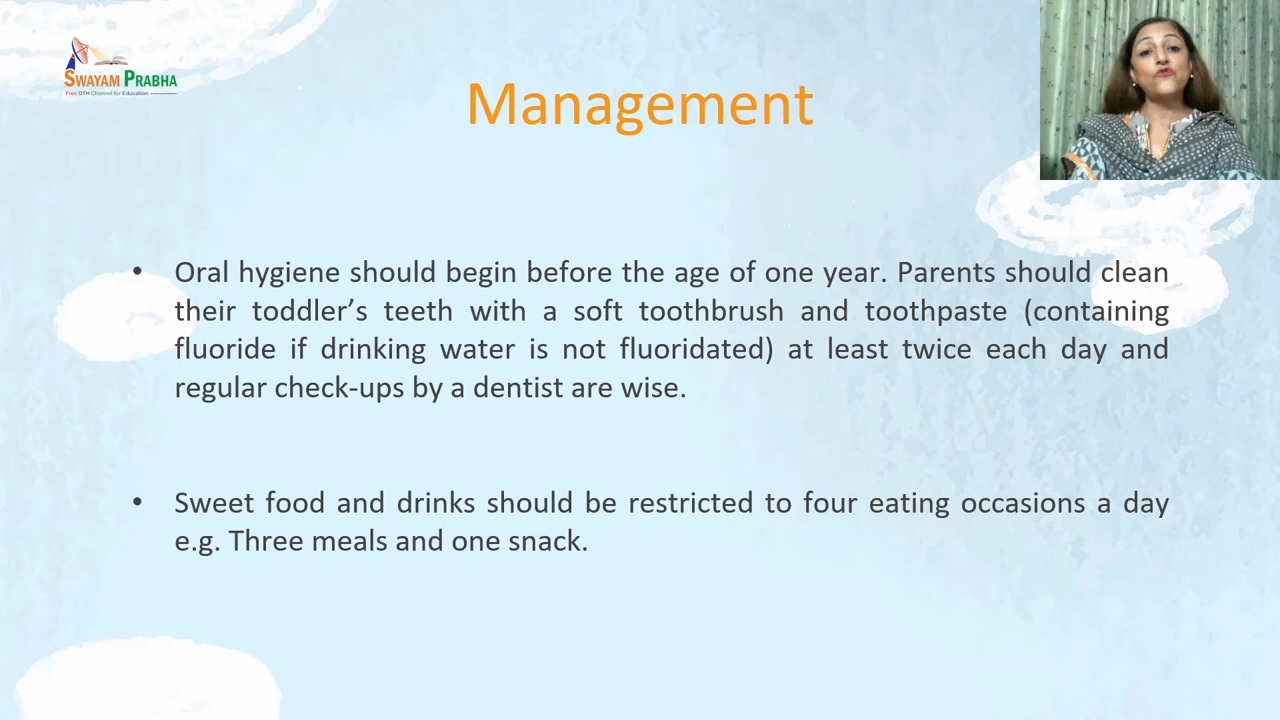 SWAYAM PRABHA
Free DTH Channel for Education
Management
• Oral hygiene should begin before the age of one year. Parents should clean
their toddler’s teeth with a soft toothbrush and toothpaste (containing
fluoride if drinking water is not fluoridated) at least twice each day and
regular check-ups by a dentist are wise.
• Sweet food and drinks should be restricted to four eating occasions a day
e.g. Three meals and one snack.